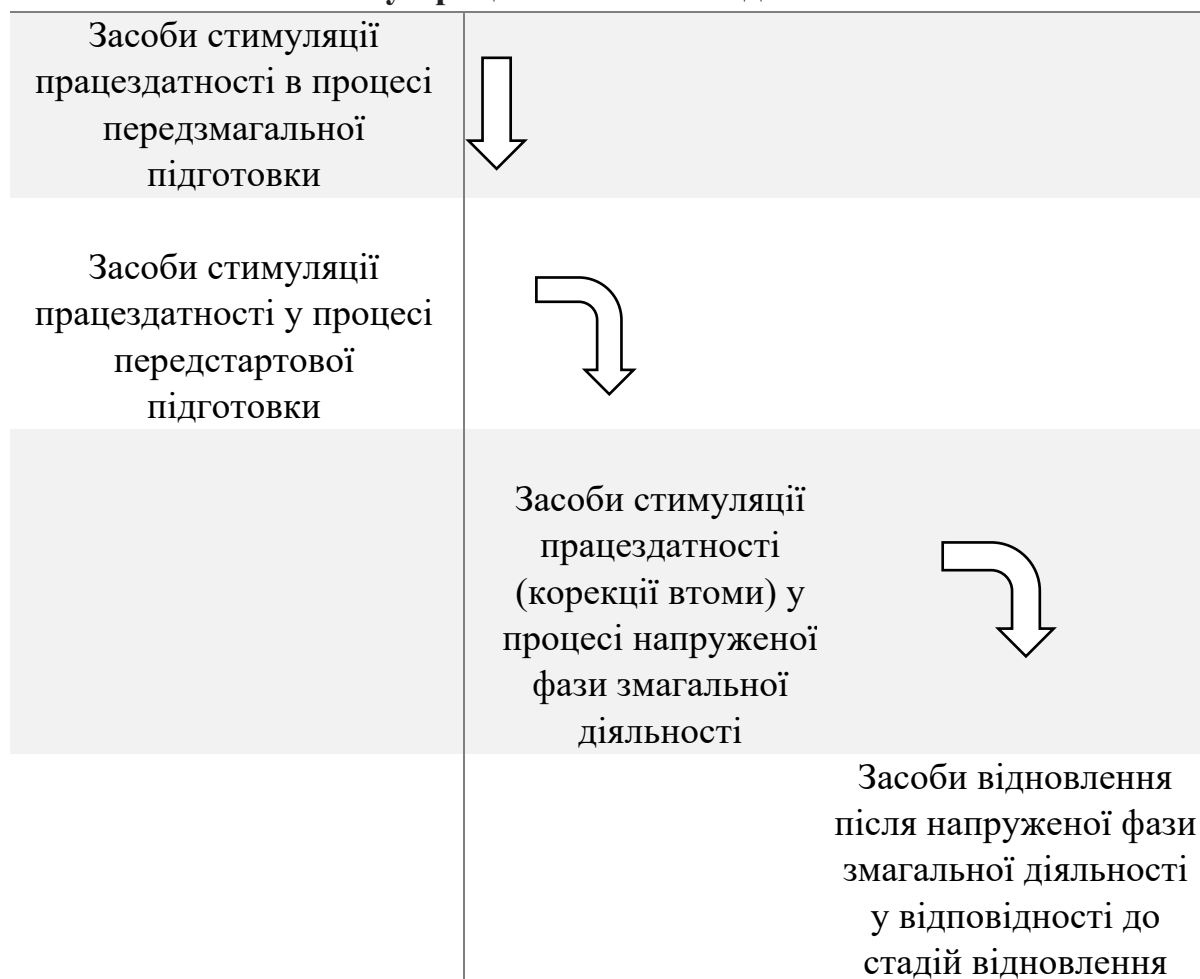 Засоби стимуляції
працездатності в процесі
передзмагальної
підготовки
Засоби стимуляції
працездатності у процесі
передстартової
підготовки
Засоби стимуляції
працездатності
(корекції втоми) у
процесі напруженої
фази змагальної
діяльності
Засоби відновлення
після напруженої фази
змагальної діяльності
у відповідності до
стадій відновлення